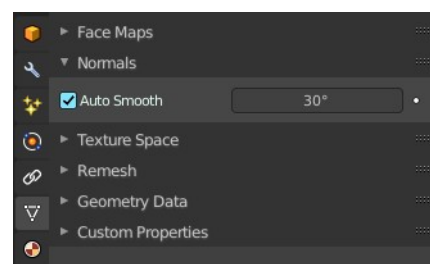 Face Maps
Normals
Auto Smooth 30°
Texture Space
Remesh
Geometry Data
Custom Properties